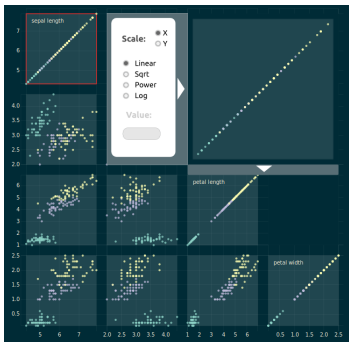 sepal length
7
6
5
Scale:
X
Y
Linear
Sqrt
Power
Log
Value:
4.0
3.5
3.0
2.5
2.0
petal length
6
5
4
3
2
1
petal width
2.5
2.0
1.5
1.0
0.5
5 6 7 2.0 2.5 3.0 3.5 4.0 1 2 3 4 5 6 0.5 1.0 1.5 2.0 2.5